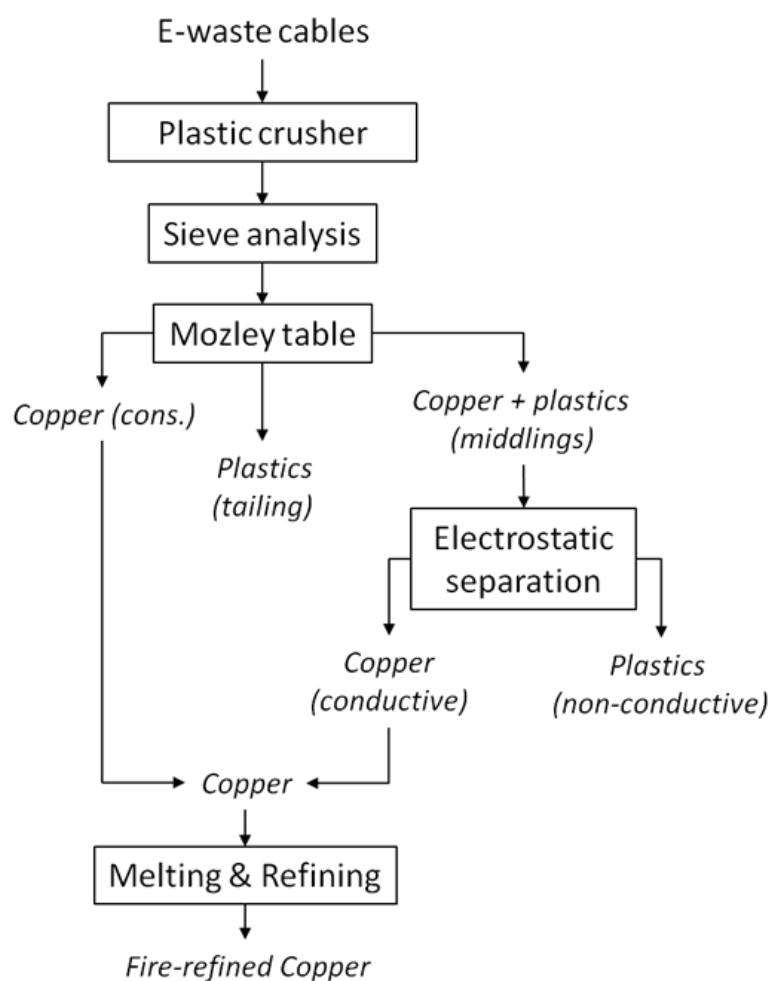 E-waste cables
Plastic crusher
Sieve analysis
Mozley table
Copper (cons.)
Plastics
(tailing)
Copper + plastics
(middlings)
Electrostatic
separation
Copper
(conductive)
Plastics
(non-conductive)
Copper
Melting & Refining
Fire-refined Copper